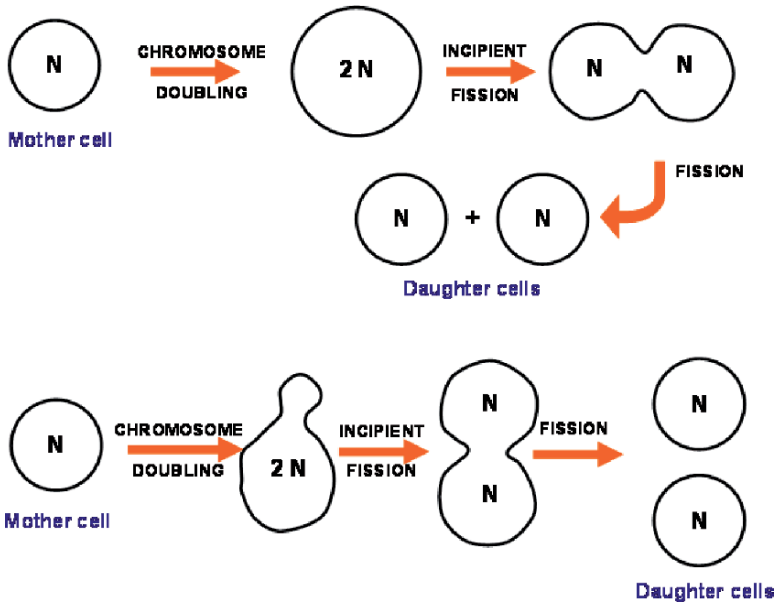 N
CHROMOSOME
DOUBLING
2 N
INCIPIENT
FISSION
N N
Mother cell
FISSION
N + N
Daughter cells
N
CHROMOSOME
DOUBLING
2 N
INCIPIENT
FISSION
N
N
FISSION
N
N
Mother cell
Daughter cells